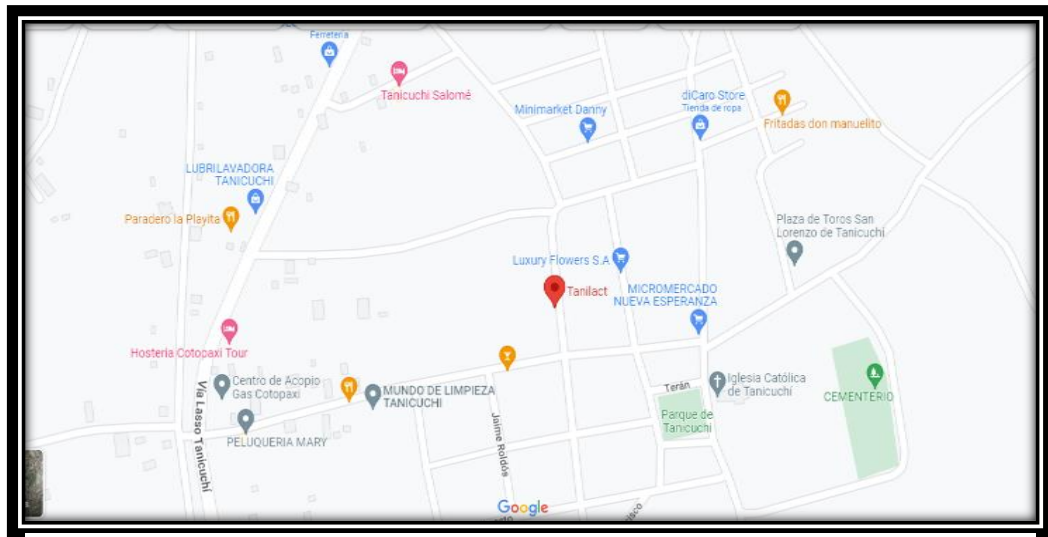 Ferretería
Tanicuchi Salomé
diCaro Store
Tienda de ropa
Minimarket Danny
Fritadas don manuelito
LUBRILAVADORA
TANICUCHI
Paradero la Playita
Plaza de Toros San
Lorenzo de Tanicuchí
Luxury Flowers S.A
Tanilact
MICROMERCADO
NUEVA ESPERANZA
Hosteria Cotopaxi Tour
Centro de Acopio
Gas Cotopaxi
MUNDO DE LIMPIEZA
TANICUCHI
Terán
Iglesia Católica
de Tanicuchí
CEMENTERIO
Vía Lasso Tanicuchí
PELUQUERIA MARY
Jaime Roldós
Parque de
Tanicuchí
Google